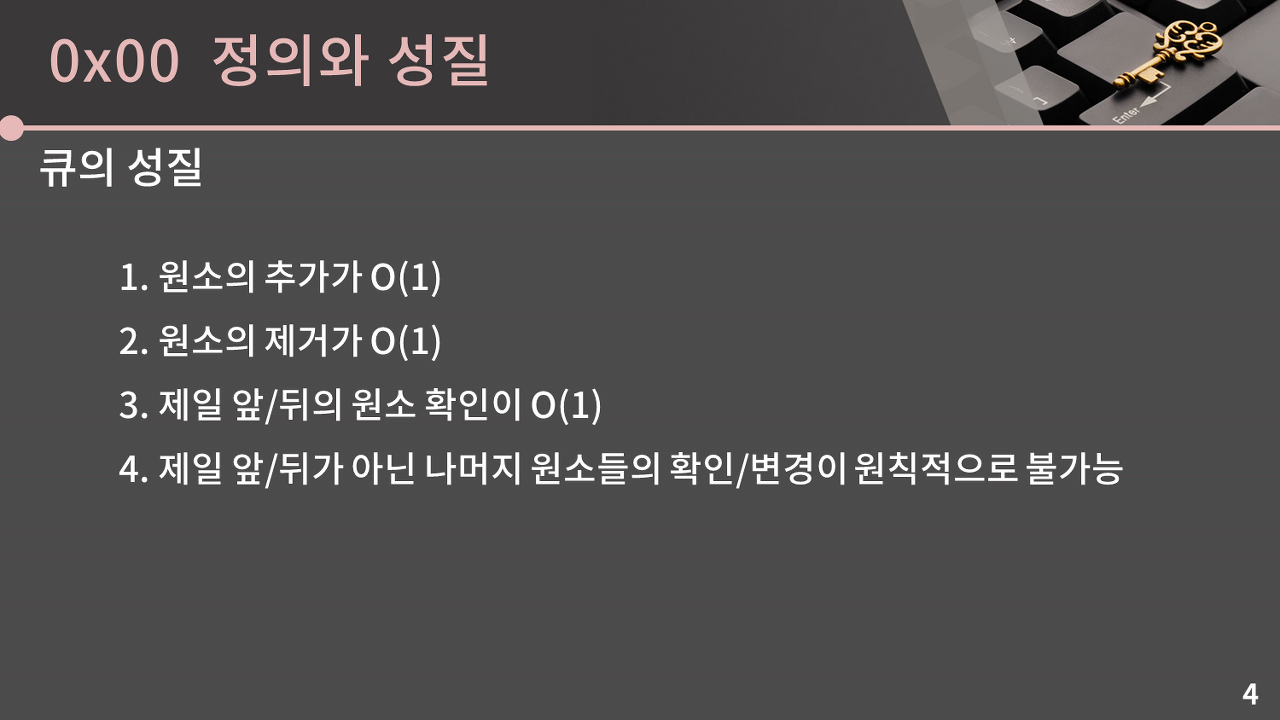 0x00 정의와 성질
Enter
큐의 성질
1. 원소의 추가가 O(1)
2. 원소의 제거가 O(1)
3. 제일 앞/뒤의 원소 확인이 O(1)
4. 제일 앞/뒤가 아닌 나머지 원소들의 확인/변경이 원칙적으로 불가능
4